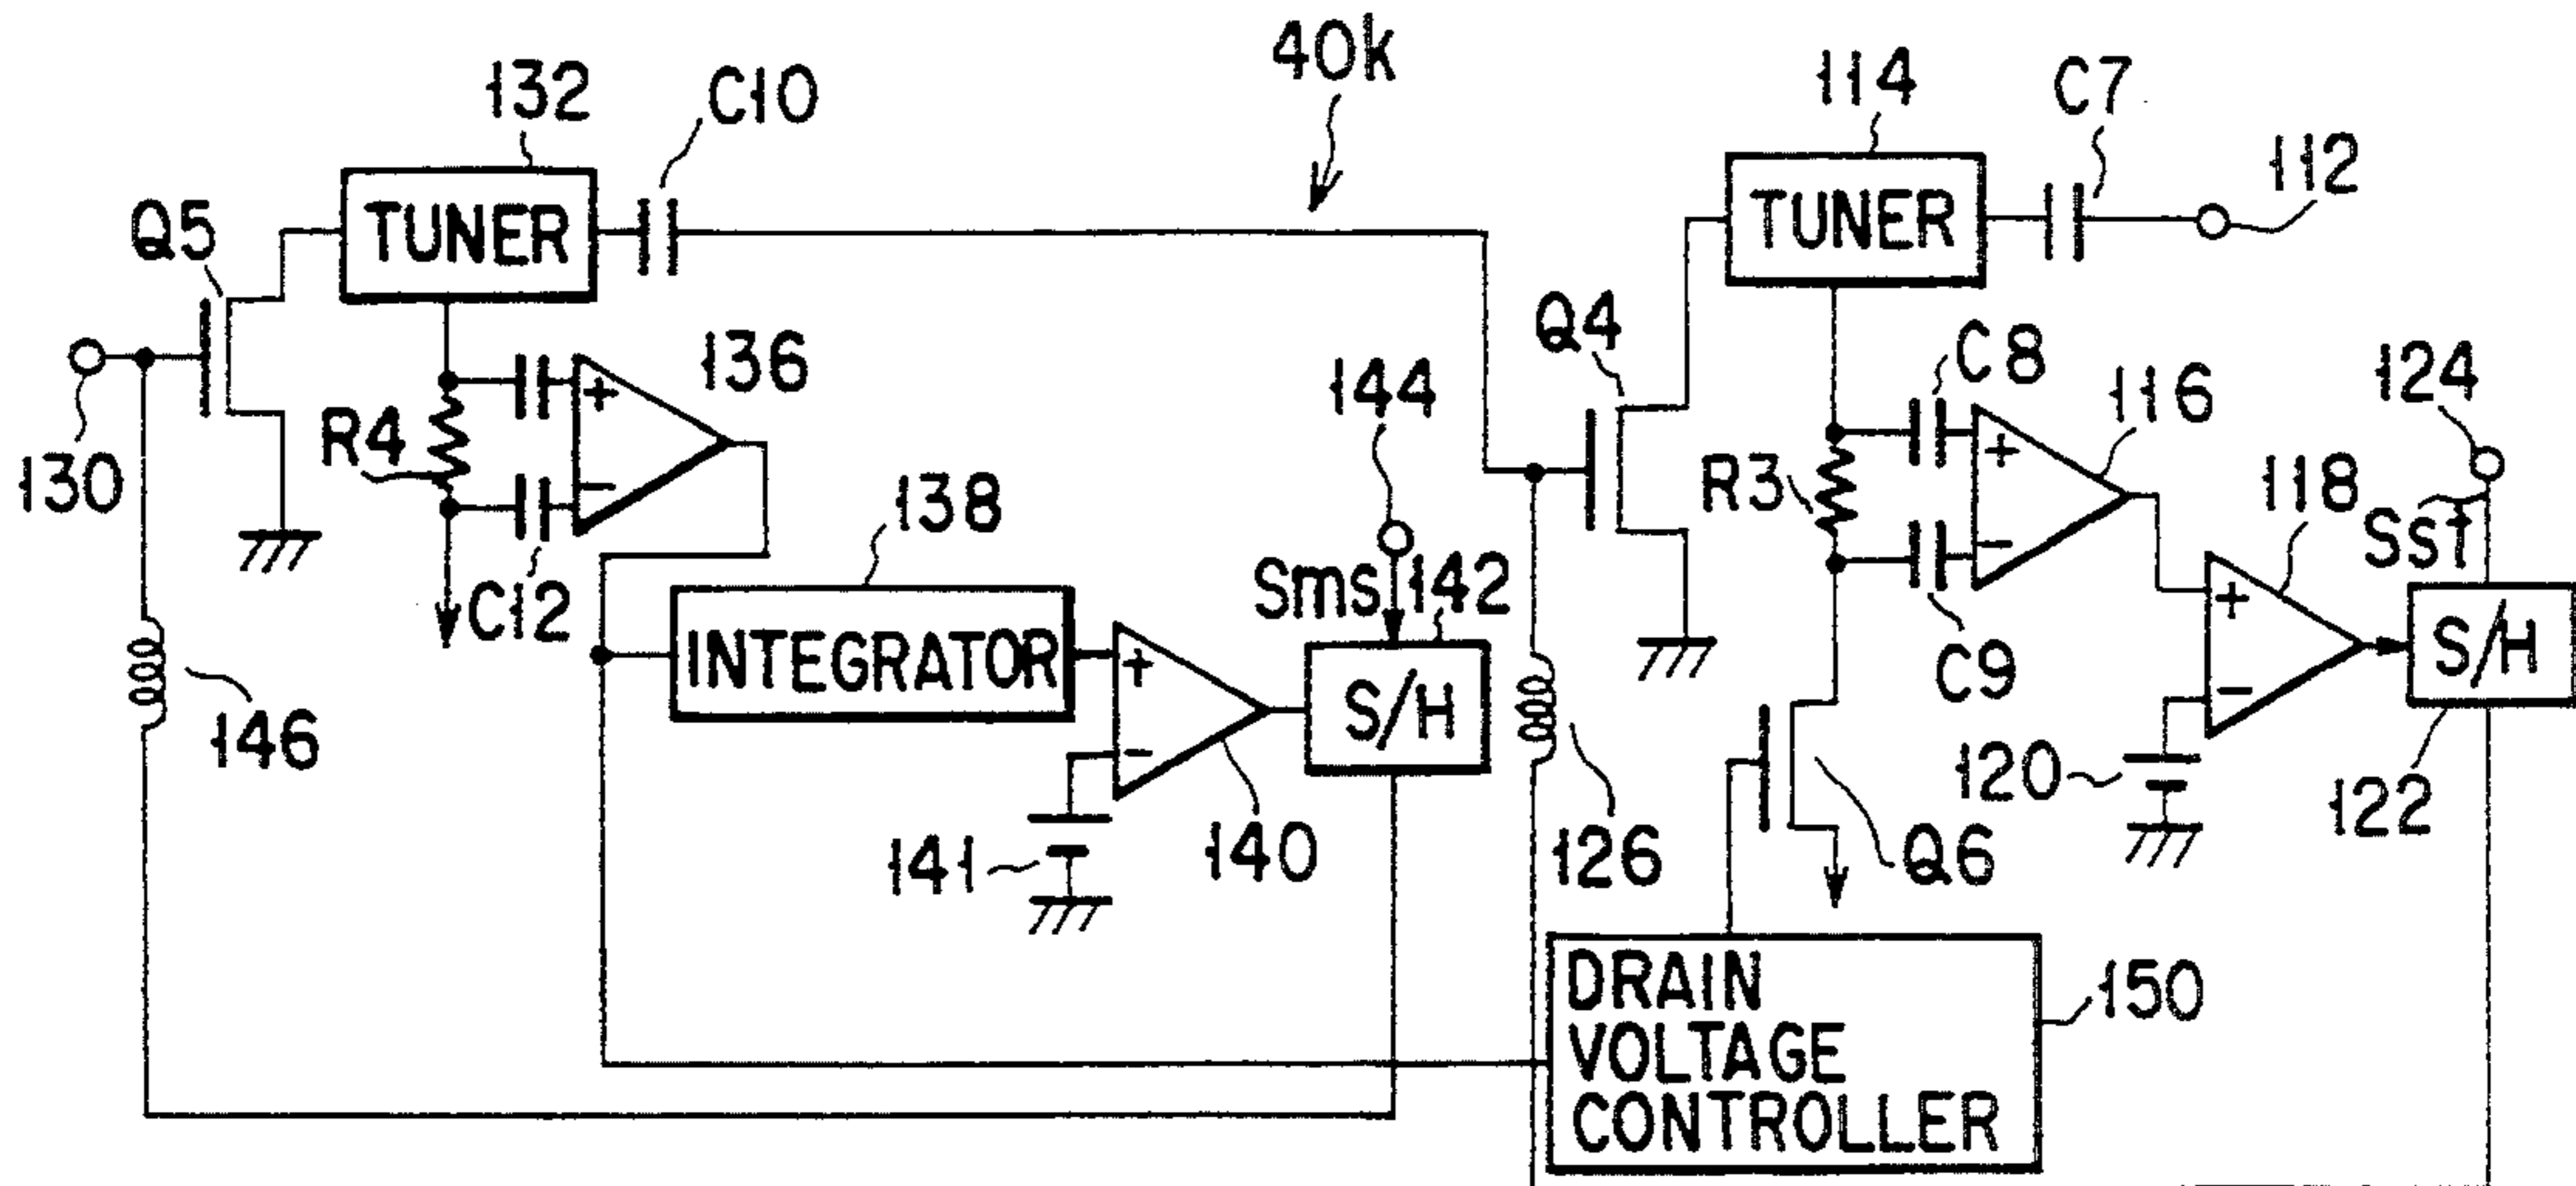 40k
132
C10
114
C7
112
Q5
TUNER
TUNER
130
R4
+
-
136
C12
144
Q4
C8
116
124
R3
+
-
118
Sst
138
Sms
142
INTEGRATOR
+
-
S/H
C9
+
-
S/H
146
141
140
126
Q6
120
122
DRAIN
VOLTAGE
CONTROLLER
150